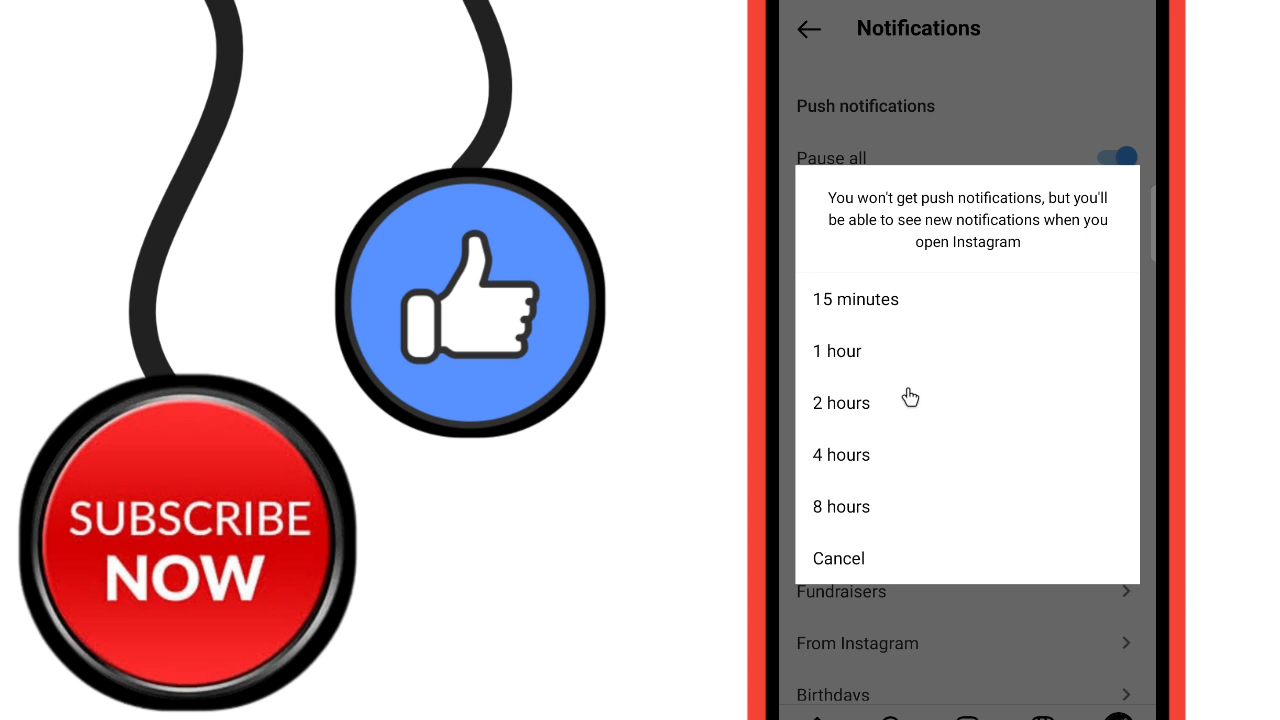 SUBSCRIBE
NOW
Notifications
Push notifications
Pause all
You won't get push notifications, but you'll
be able to see new notifications when you
open Instagram
15 minutes
1 hour
2 hours
4 hours
8 hours
Cancel
Fundraisers
From Instagram
Birthdays